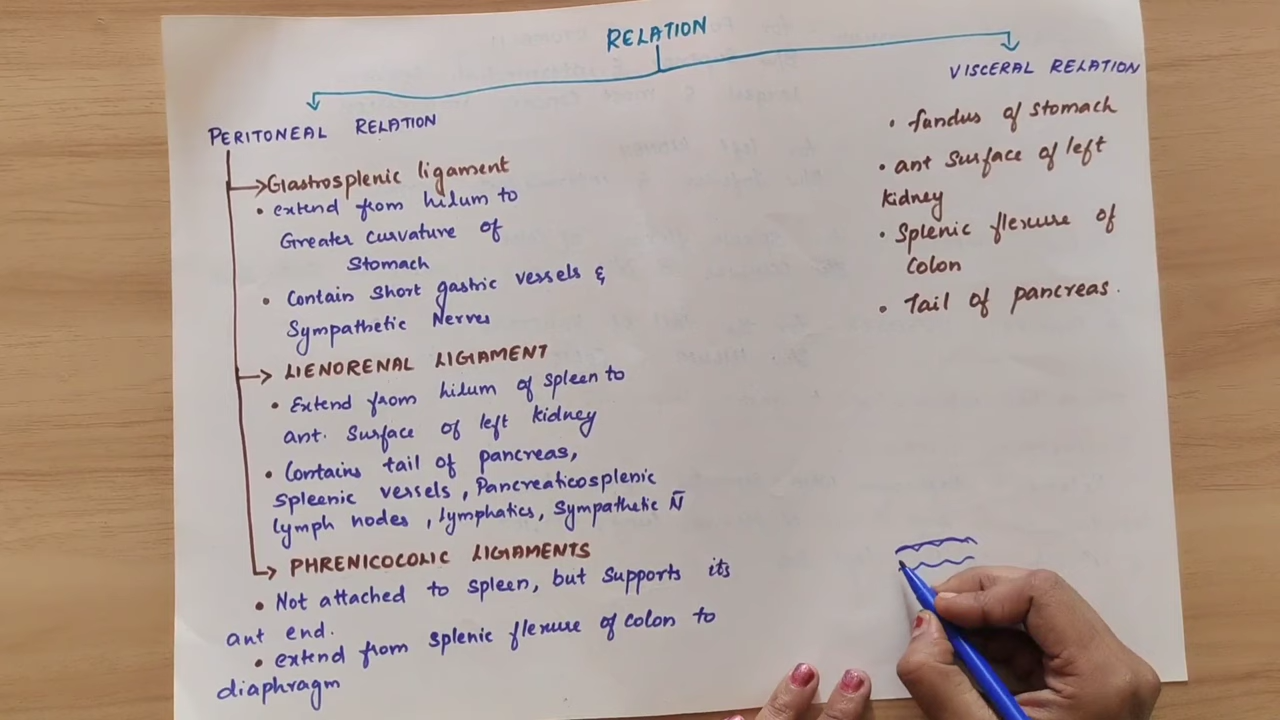 RELATION
PERITONEAL RELATION
Glastrosplenic ligament
• extend from hilum to
Greater curvature of
Stomach
• Contain Short gastric vessels &
Sympathetic Nerves
LIENORENAL LIGAMENT
• Extend from hilum of spleen to
ant. Surface of left kidney
• Contains tail of pancreas,
Spleenic vessels, Pancreaticosplenic
lymph nodes, lymphatics, Sympathetic N̄
PHRENICOCOLIC LIGAMENTS
• Not attached to spleen, but supports its
ant end.
• extend from splenic flexure of colon to
diaphragm
VISCERAL RELATION
• fundus of stomach
• ant surface of left
kidney
• Splenic flexure of
Colon
• Tail of pancreas.